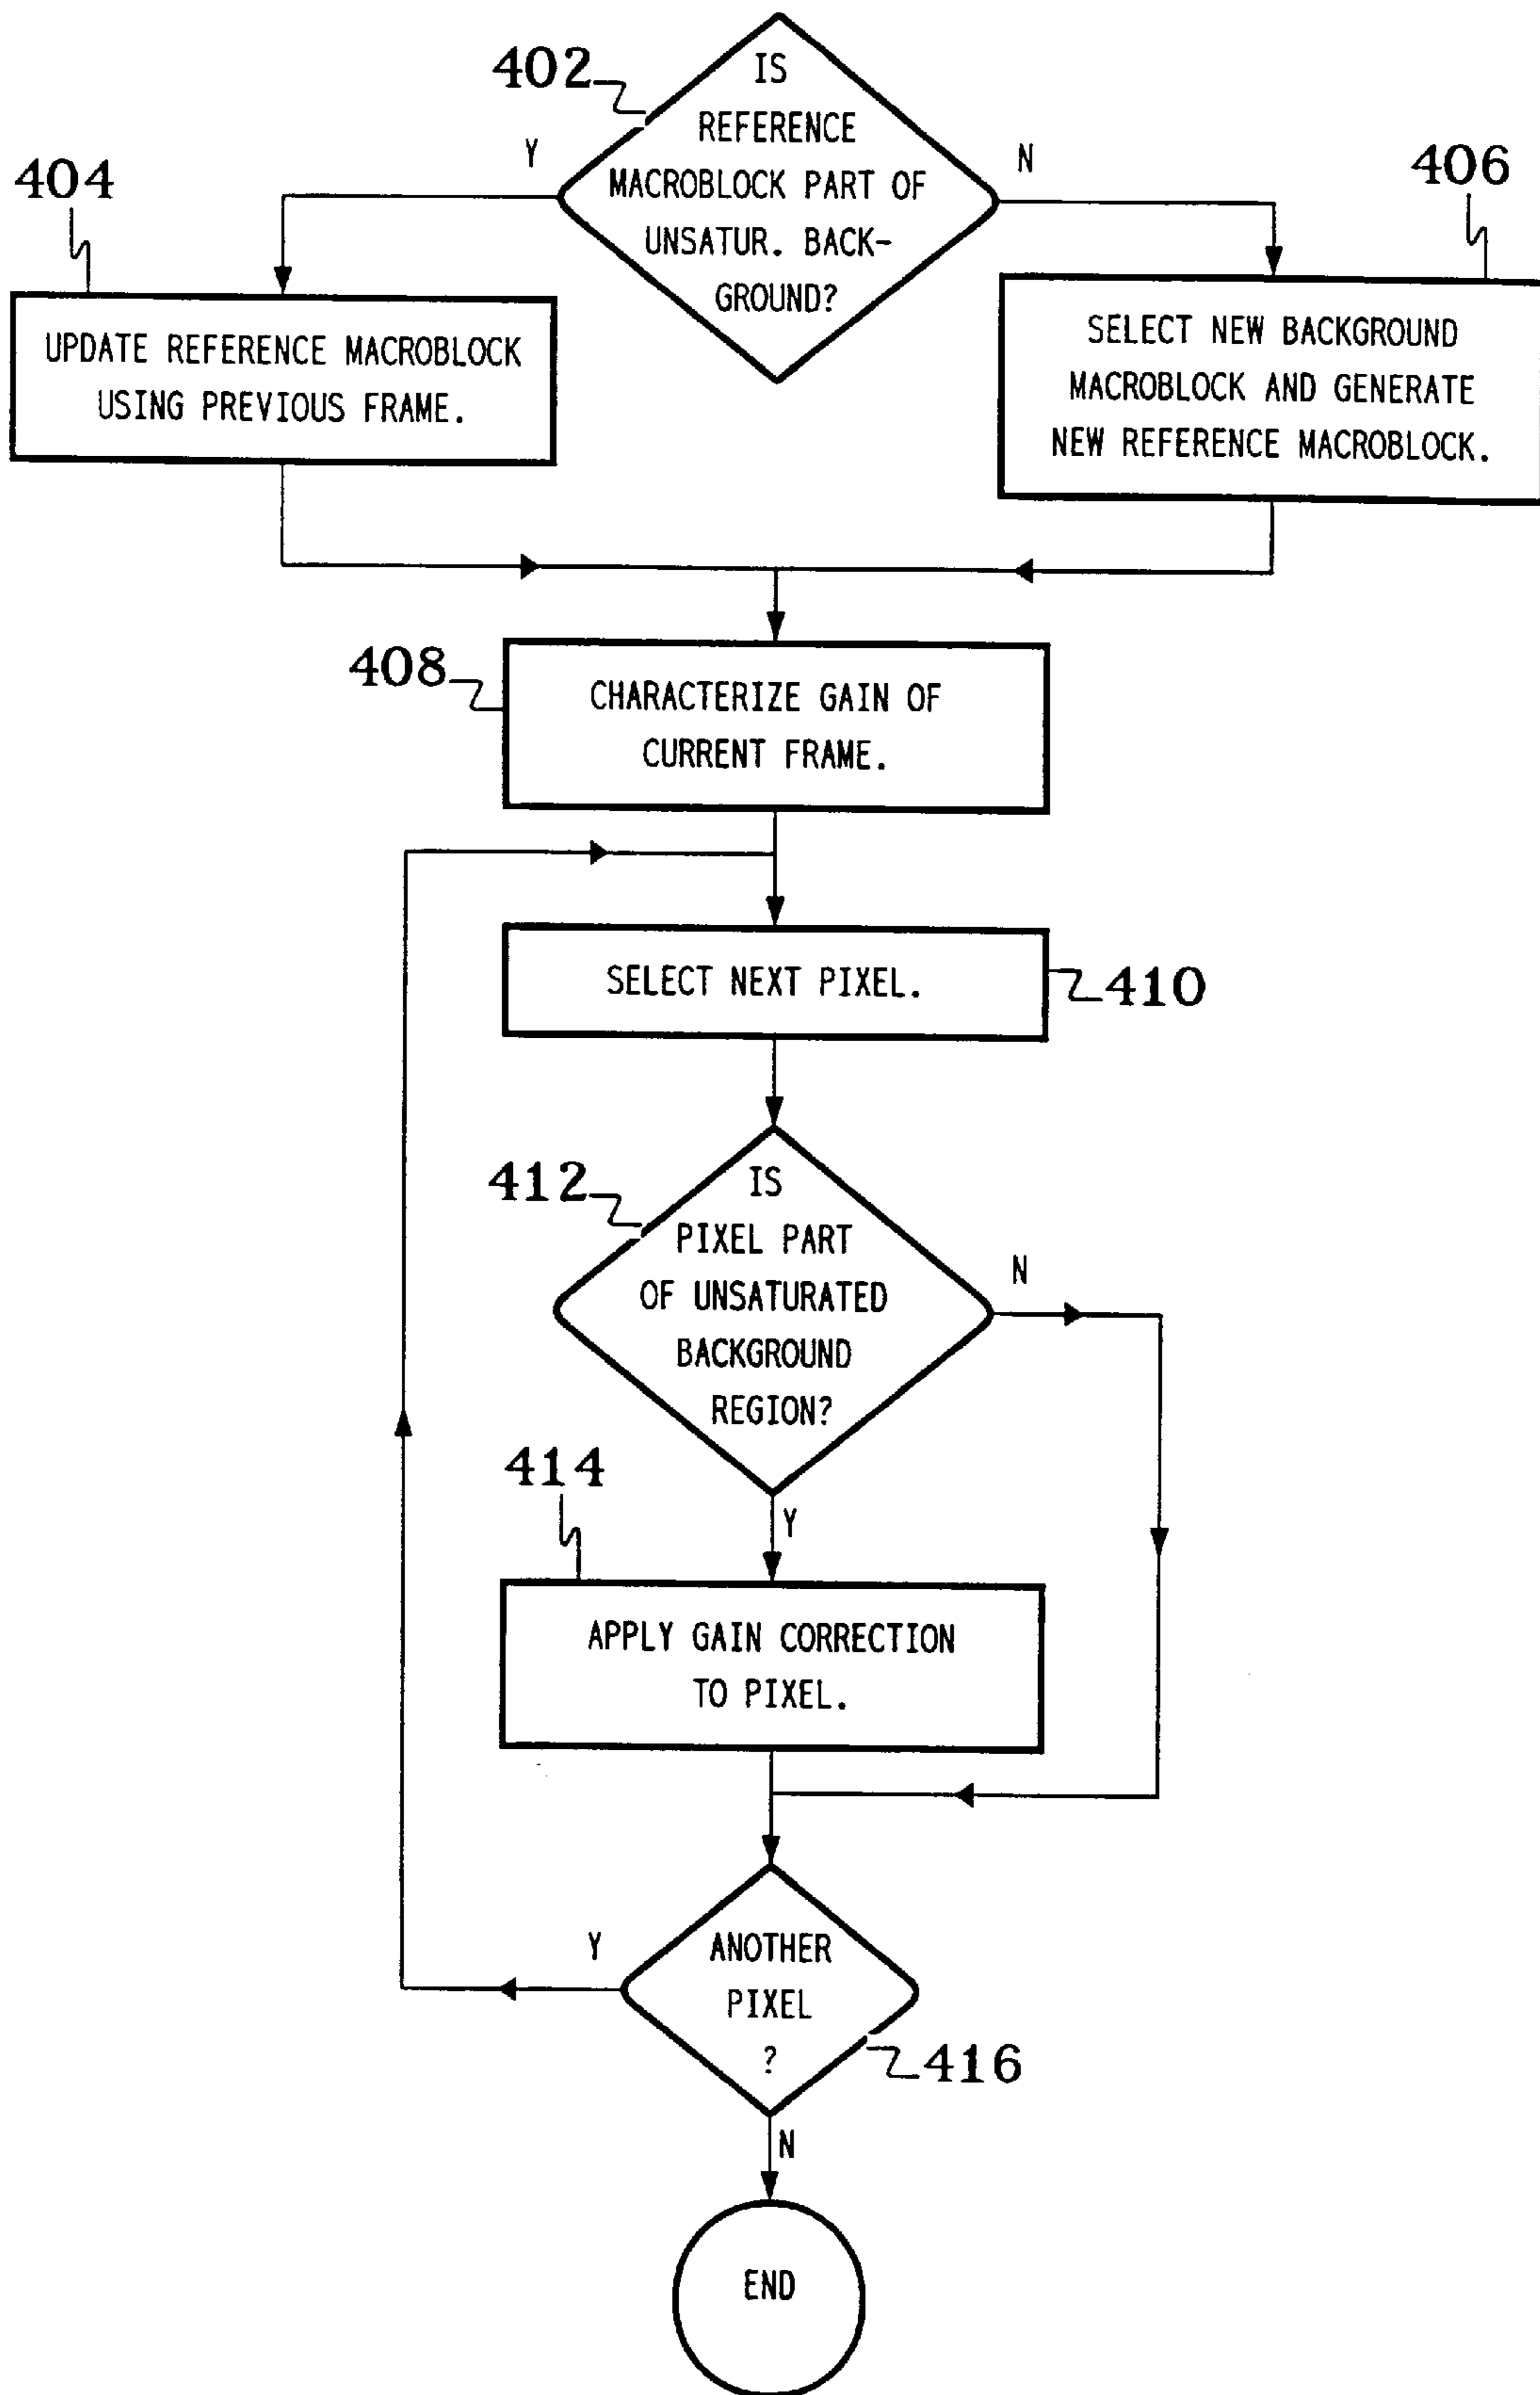 402
IS
REFERENCE
MACROBLOCK PART OF
UNSATUR. BACK-
GROUND?
Y
N
404
406
UPDATE REFERENCE MACROBLOCK
USING PREVIOUS FRAME.
SELECT NEW BACKGROUND
MACROBLOCK AND GENERATE
NEW REFERENCE MACROBLOCK.
408
CHARACTERIZE GAIN OF
CURRENT FRAME.
SELECT NEXT PIXEL.
410
412
IS
PIXEL PART
OF UNSATURATED
BACKGROUND
REGION?
N
Y
414
APPLY GAIN CORRECTION
TO PIXEL.
Y
ANOTHER
PIXEL
?
416
N
END